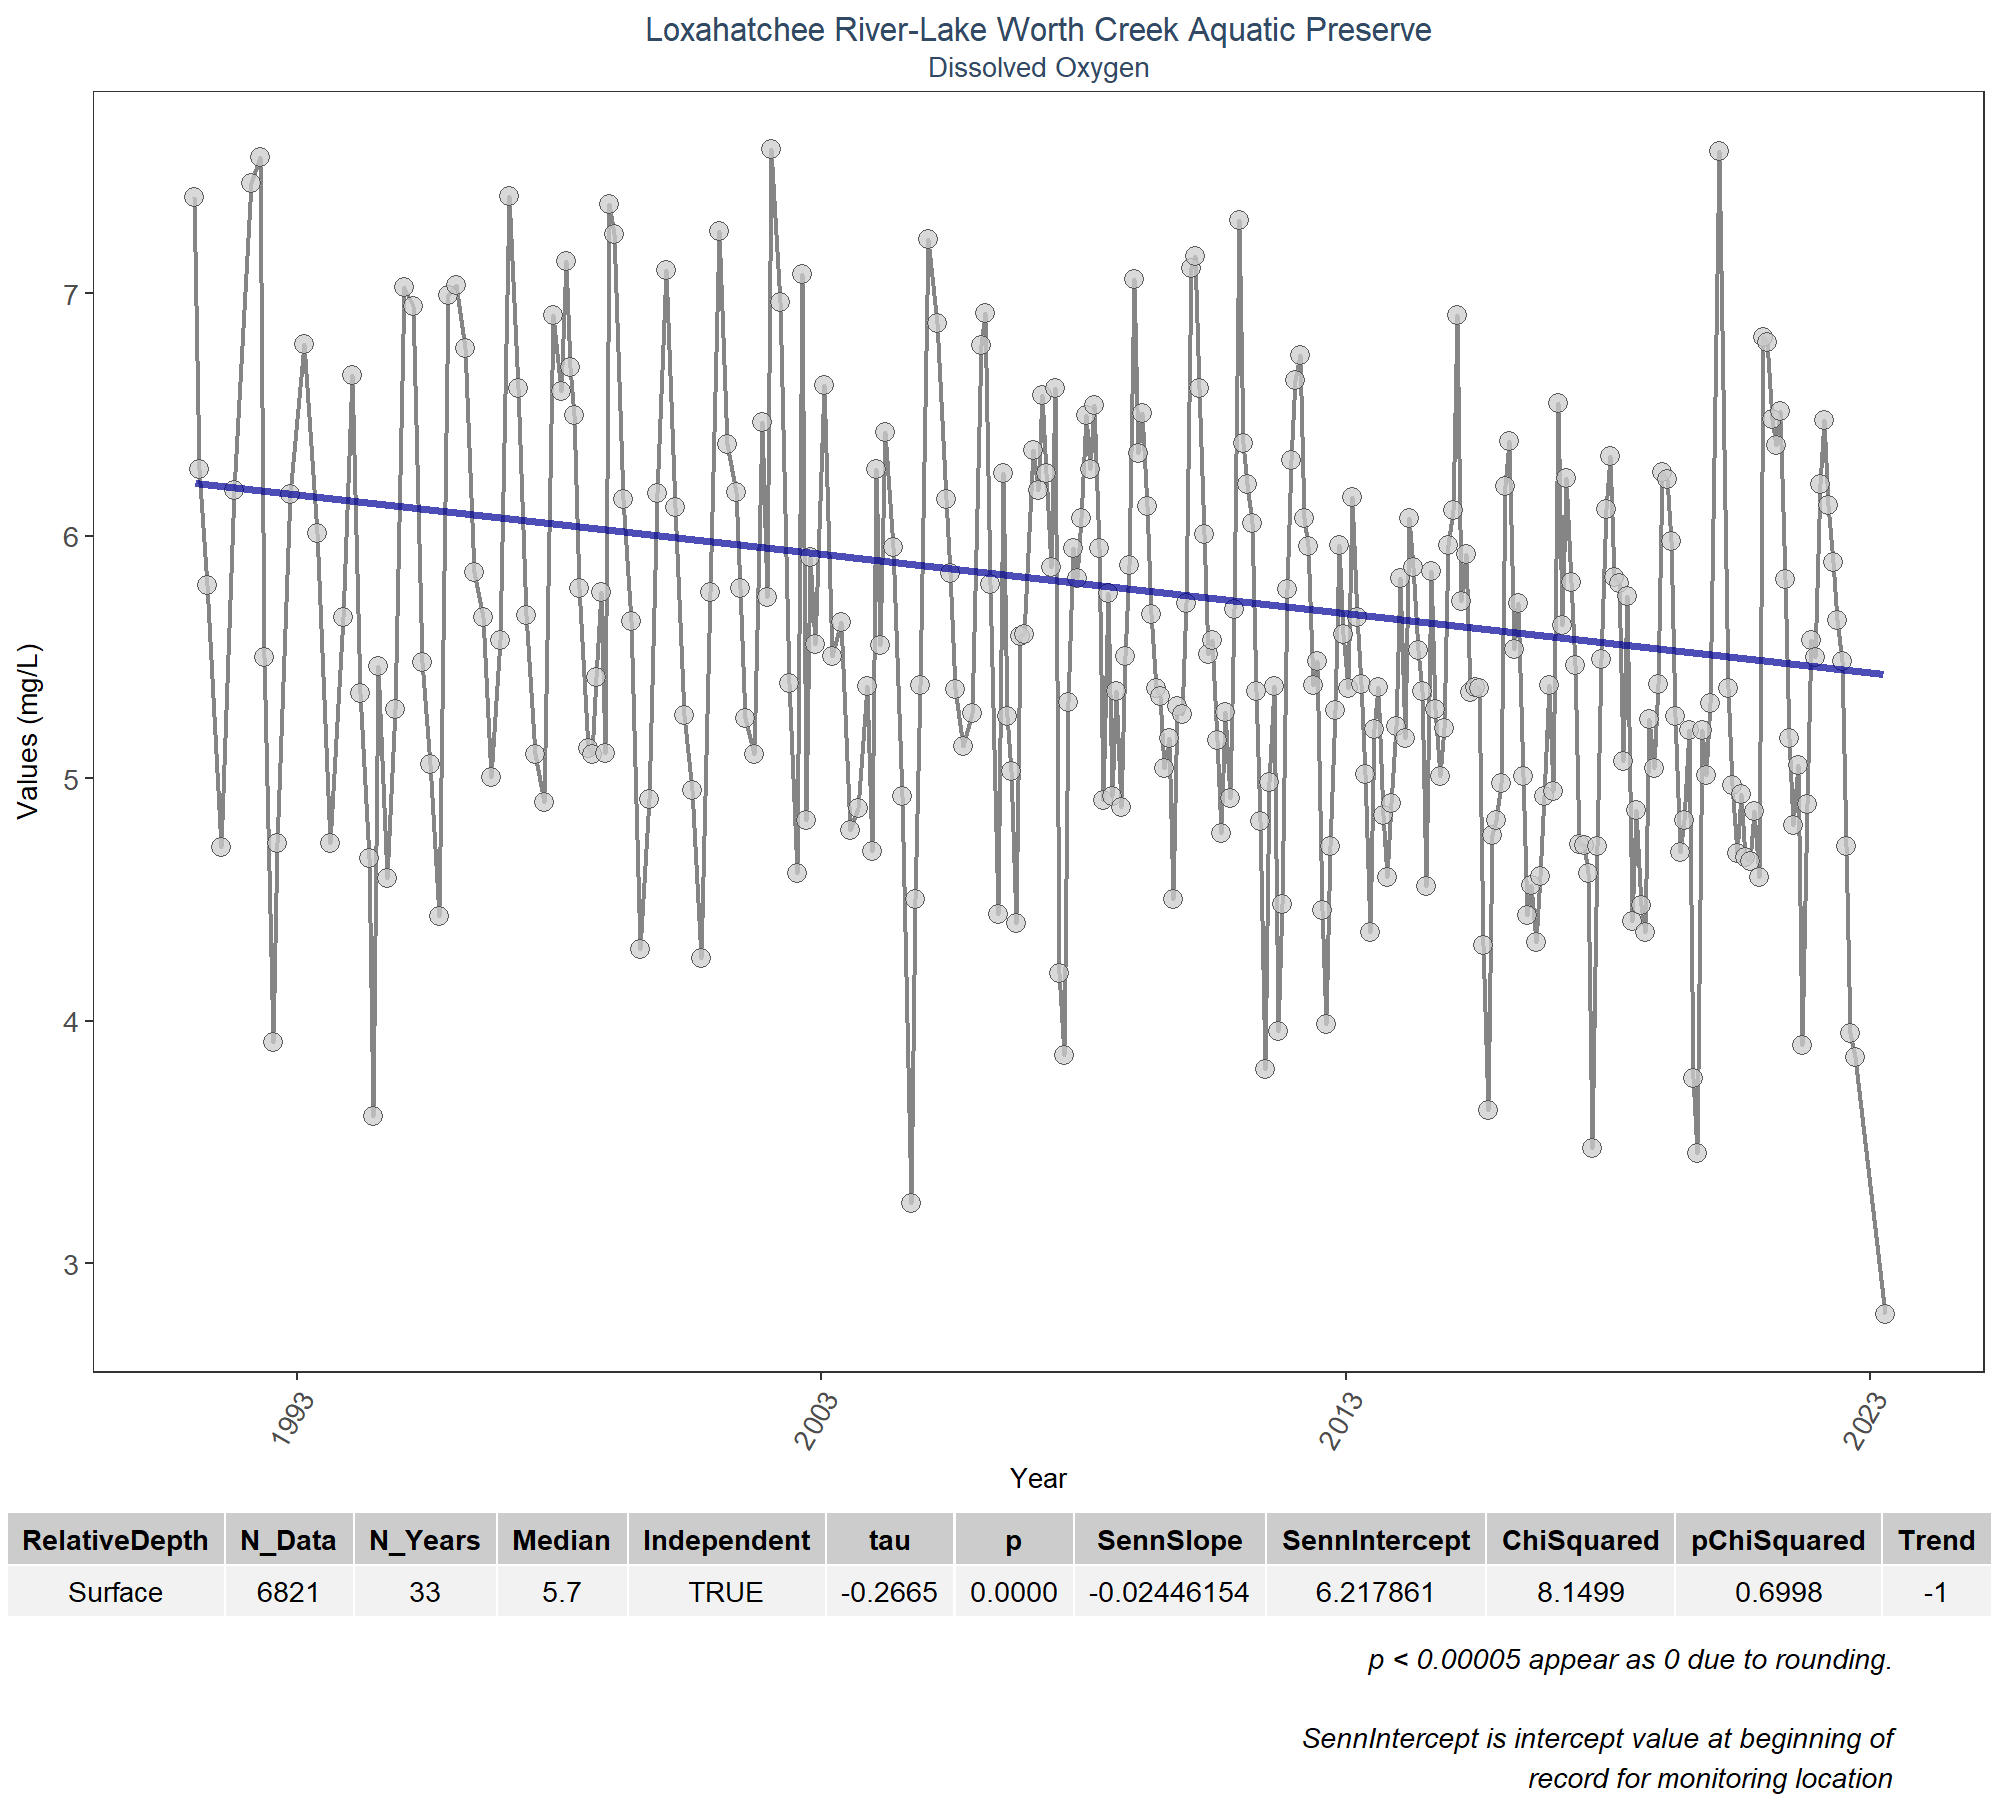 Loxahatchee River-Lake Worth Creek Aquatic Preserve
Dissolved Oxygen
Values (mg/L)
7
6
5
4
3
1993 2003 2013 2023
Year
RelativeDepth N_Data N_Years Median Independent tau p SennSlope SennIntercept ChiSquared pChiSquared Trend
Surface 6821 33 5.7 TRUE -0.2665 0.0000 -0.02446154 6.217861 8.1499 0.6998 -1
p < 0.00005 appear as 0 due to rounding.
SennIntercept is intercept value at beginning of
record for monitoring location